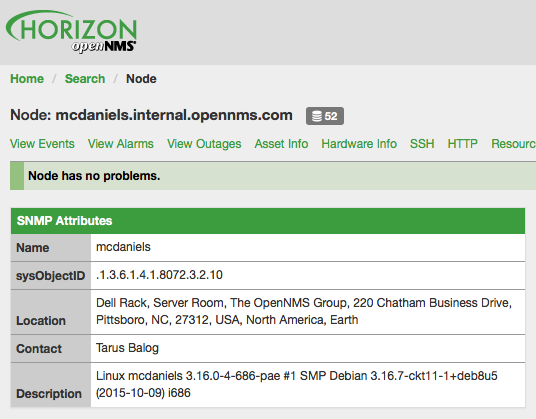 HORIZON
openNMS®
Home / Search / Node
Node: mcdaniels.internal.opennms.com 52
View Events View Alarms View Outages Asset Info Hardware Info SSH HTTP Resourc
Node has no problems.
SNMP Attributes
Name mcdaniels
sysObjectID .1.3.6.1.4.1.8072.3.2.10
Location Dell Rack, Server Room, The OpenNMS Group, 220 Chatham Business Drive,
Pittsboro, NC, 27312, USA, North America, Earth
Contact Tarus Balog
Description Linux mcdaniels 3.16.0-4-686-pae #1 SMP Debian 3.16.7-ckt11-1+deb8u5
(2015-10-09) i686